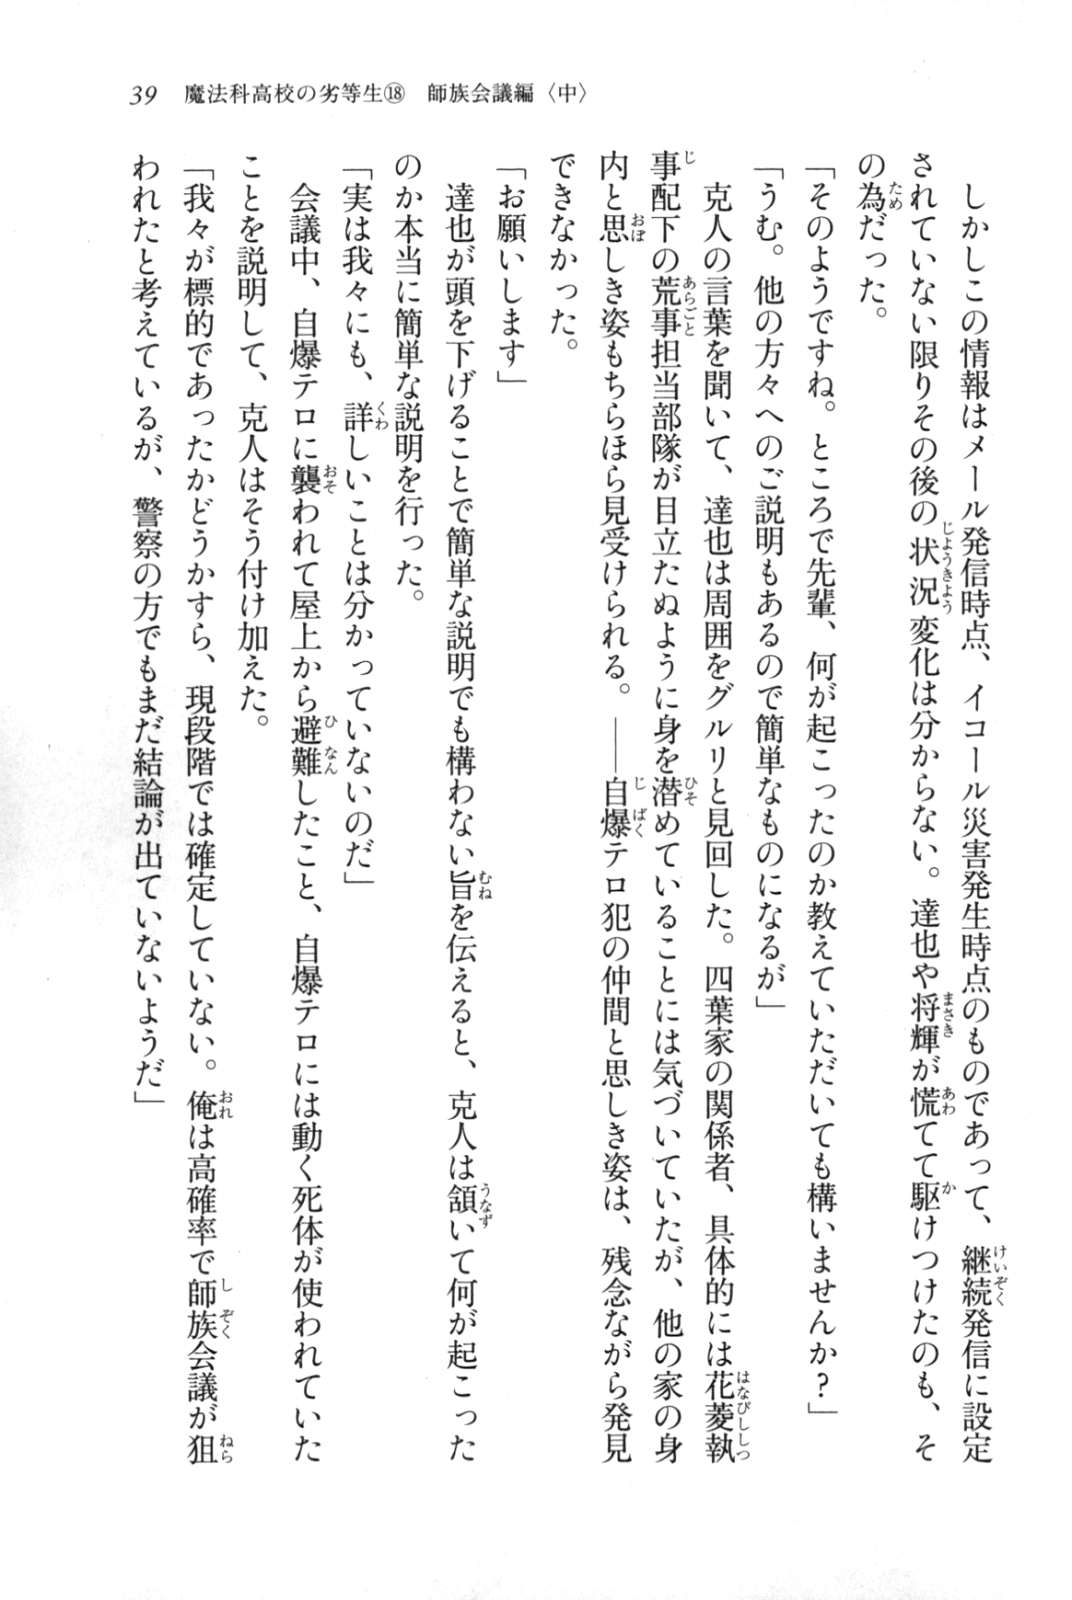 39　魔法科高校の劣等生⑱　師族会議編〈中〉
　しかしこの情報はメール発信時点、イコール災害発生時点のものであって、継続発信に設定
されていない限りその後の状況変化は分からない。達也や将輝が慌てて駆けつけたのも、そ
の為だった。
「そのようですね。ところで先輩、何が起こったのか教えていただいても構いませんか？」
「うむ。他の方々へのご説明もあるので簡単なものになるが」
　克人の言葉を聞いて、達也は周囲をグルリと見回した。四葉家の関係者、具体的には花菱執
事配下の荒事担当部隊が目立たぬように身を潜めていることには気づいていたが、他の家の身
内と思しき姿もちらほら見受けられる。――自爆テロ犯の仲間と思しき姿は、残念ながら発見
できなかった。
「お願いします」
　達也が頭を下げることで簡単な説明でも構わない旨を伝えると、克人は頷いて何が起こった
のか本当に簡単な説明を行った。
「実は我々にも、詳しいことは分かっていないのだ」
　会議中、自爆テロに襲われて屋上から避難したこと、自爆テロには動く死体が使われていた
ことを説明して、克人はそう付け加えた。
「我々が標的であったかどうかすら、現段階では確定していない。俺は高確率で師族会議が狙
われたと考えているが、警察の方でもまだ結論が出ていないようだ」